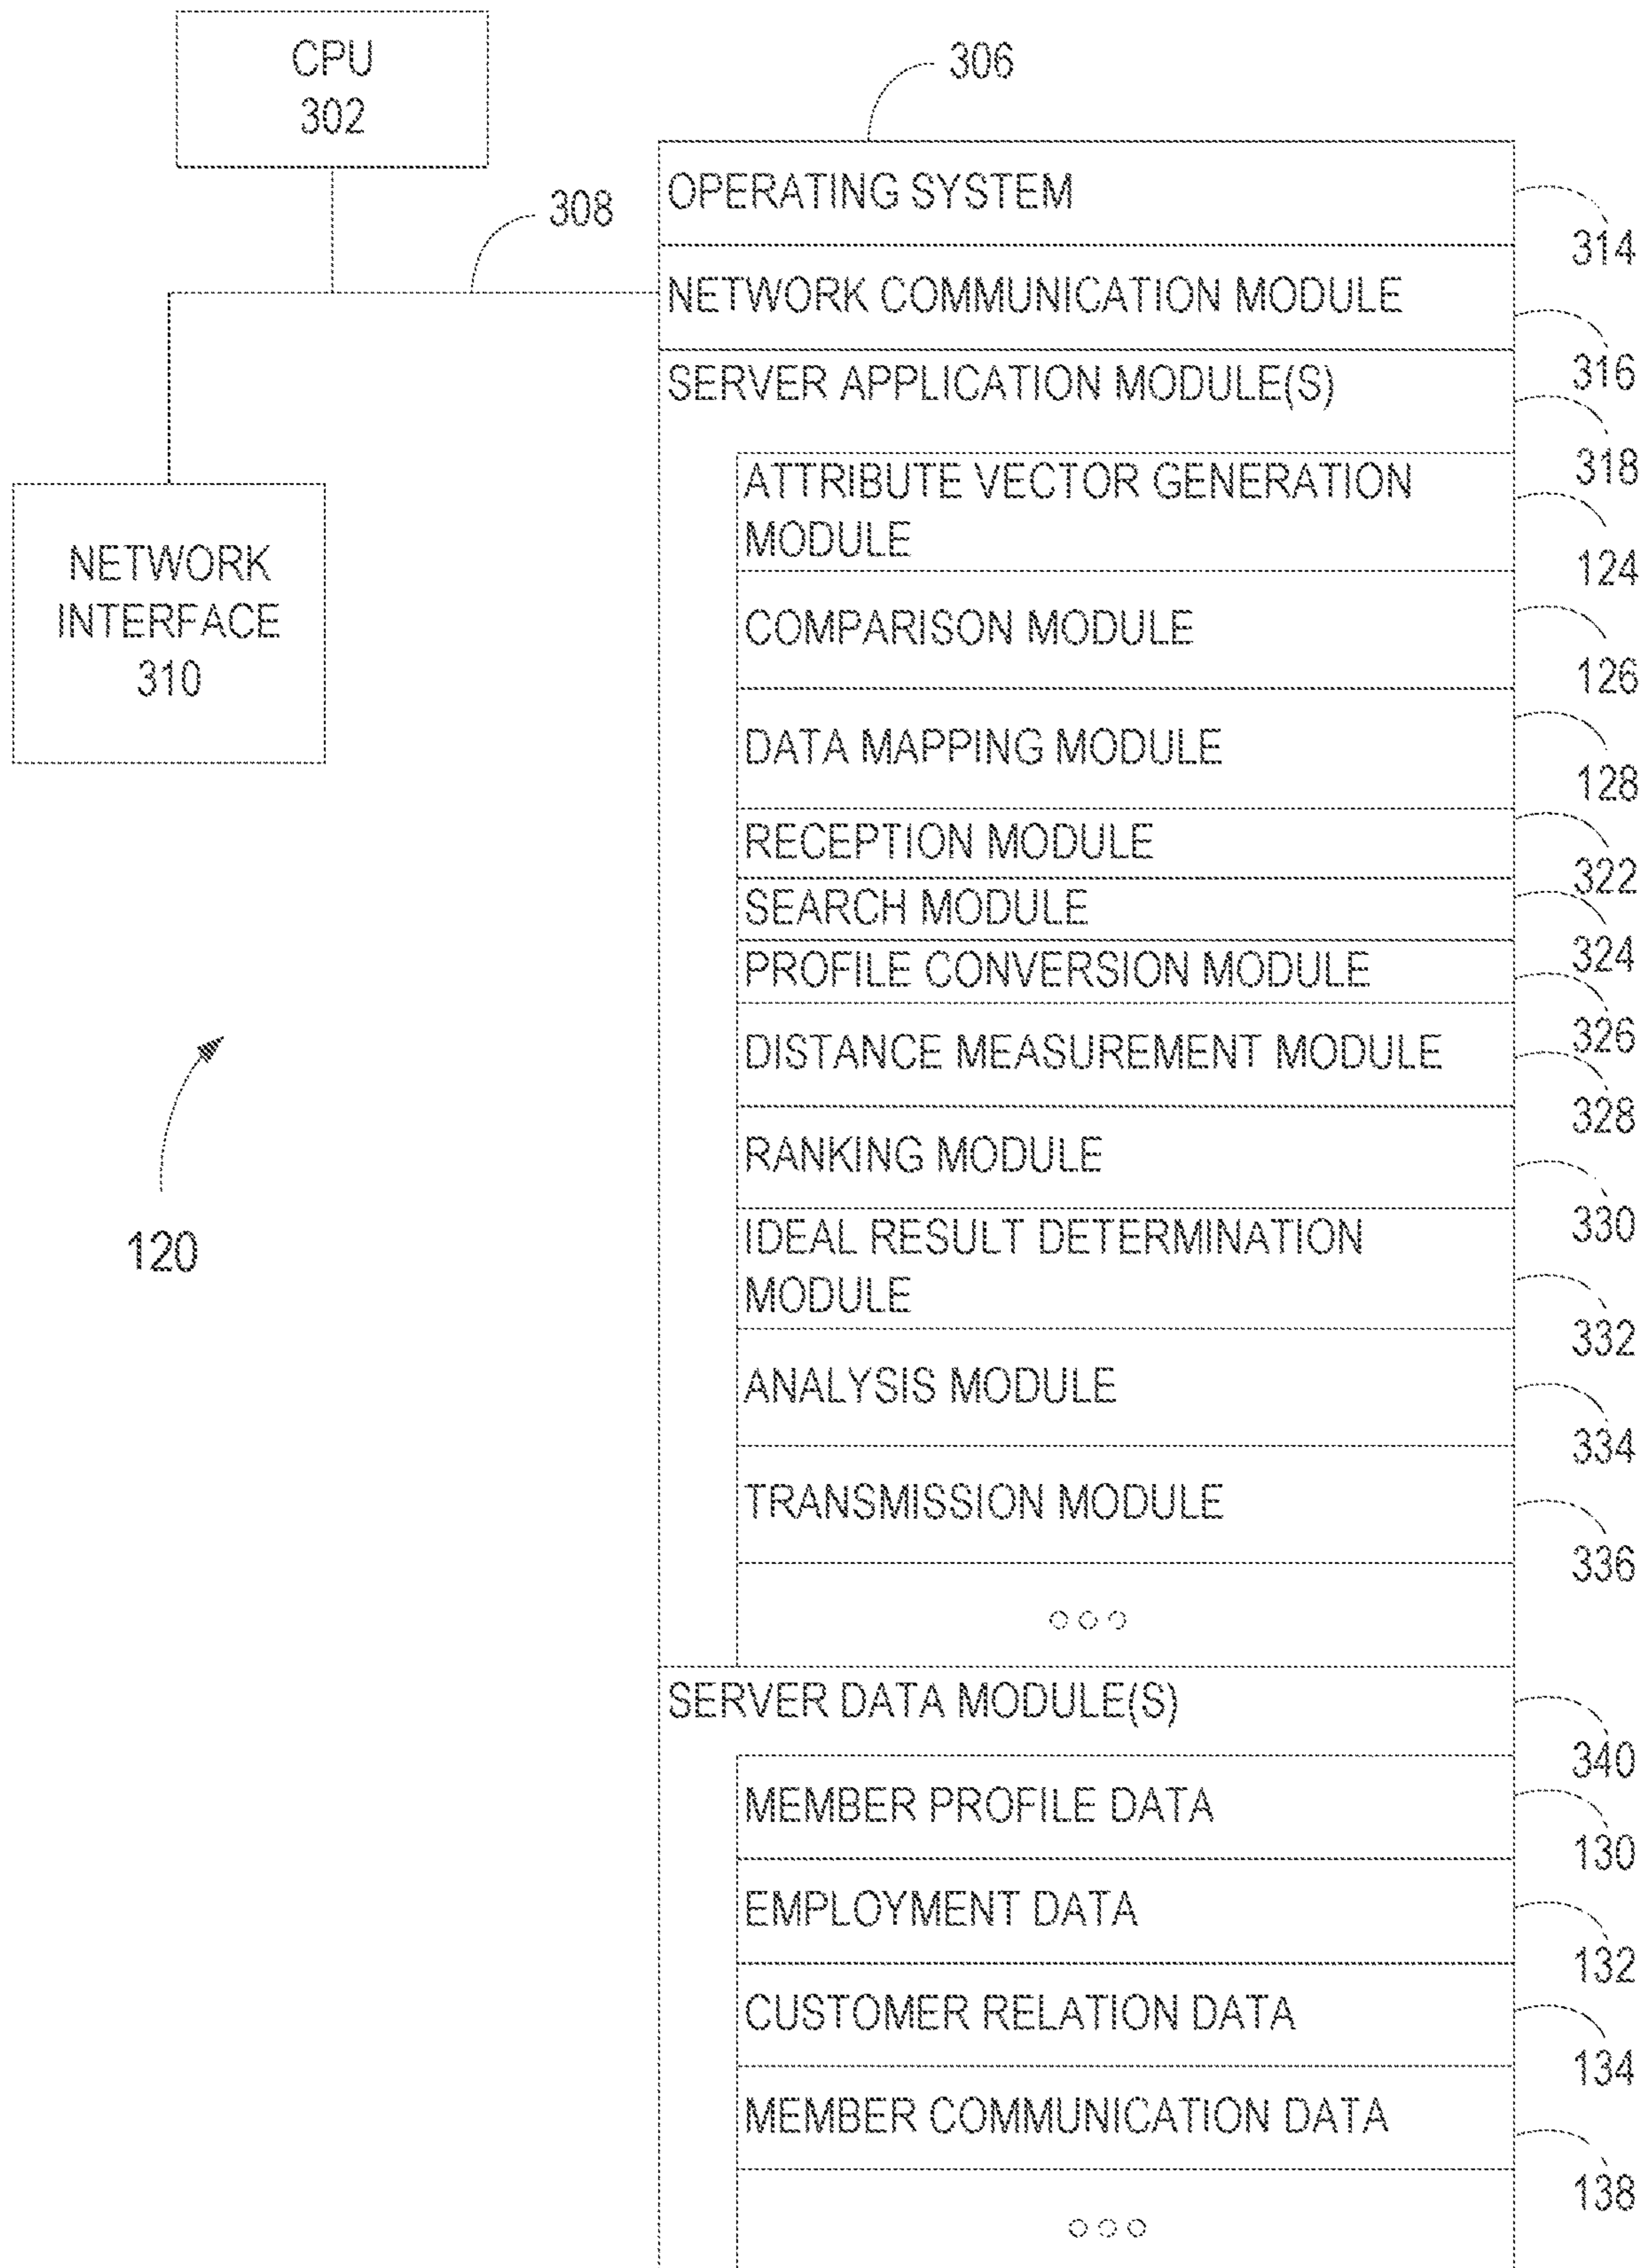 CPU
302
306
308
OPERATING SYSTEM
314
NETWORK COMMUNICATION MODULE
316
SERVER APPLICATION MODULE(S)
318
ATTRIBUTE VECTOR GENERATION
MODULE
124
NETWORK
INTERFACE
310
COMPARISON MODULE
126
DATA MAPPING MODULE
128
RECEPTION MODULE
322
SEARCH MODULE
324
PROFILE CONVERSION MODULE
326
DISTANCE MEASUREMENT MODULE
328
RANKING MODULE
330
120
IDEAL RESULT DETERMINATION
MODULE
332
ANALYSIS MODULE
334
TRANSMISSION MODULE
336
SERVER DATA MODULE(S)
340
MEMBER PROFILE DATA
130
EMPLOYMENT DATA
132
CUSTOMER RELATION DATA
134
MEMBER COMMUNICATION DATA
138